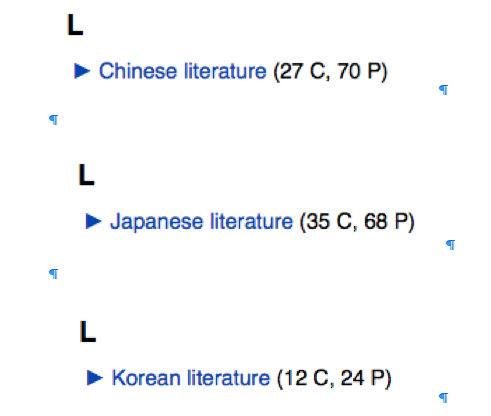 L
► Chinese literature (27 C, 70 P)
¶
¶
L
► Japanese literature (35 C, 68 P)
¶
¶
L
► Korean literature (12 C, 24 P)
¶